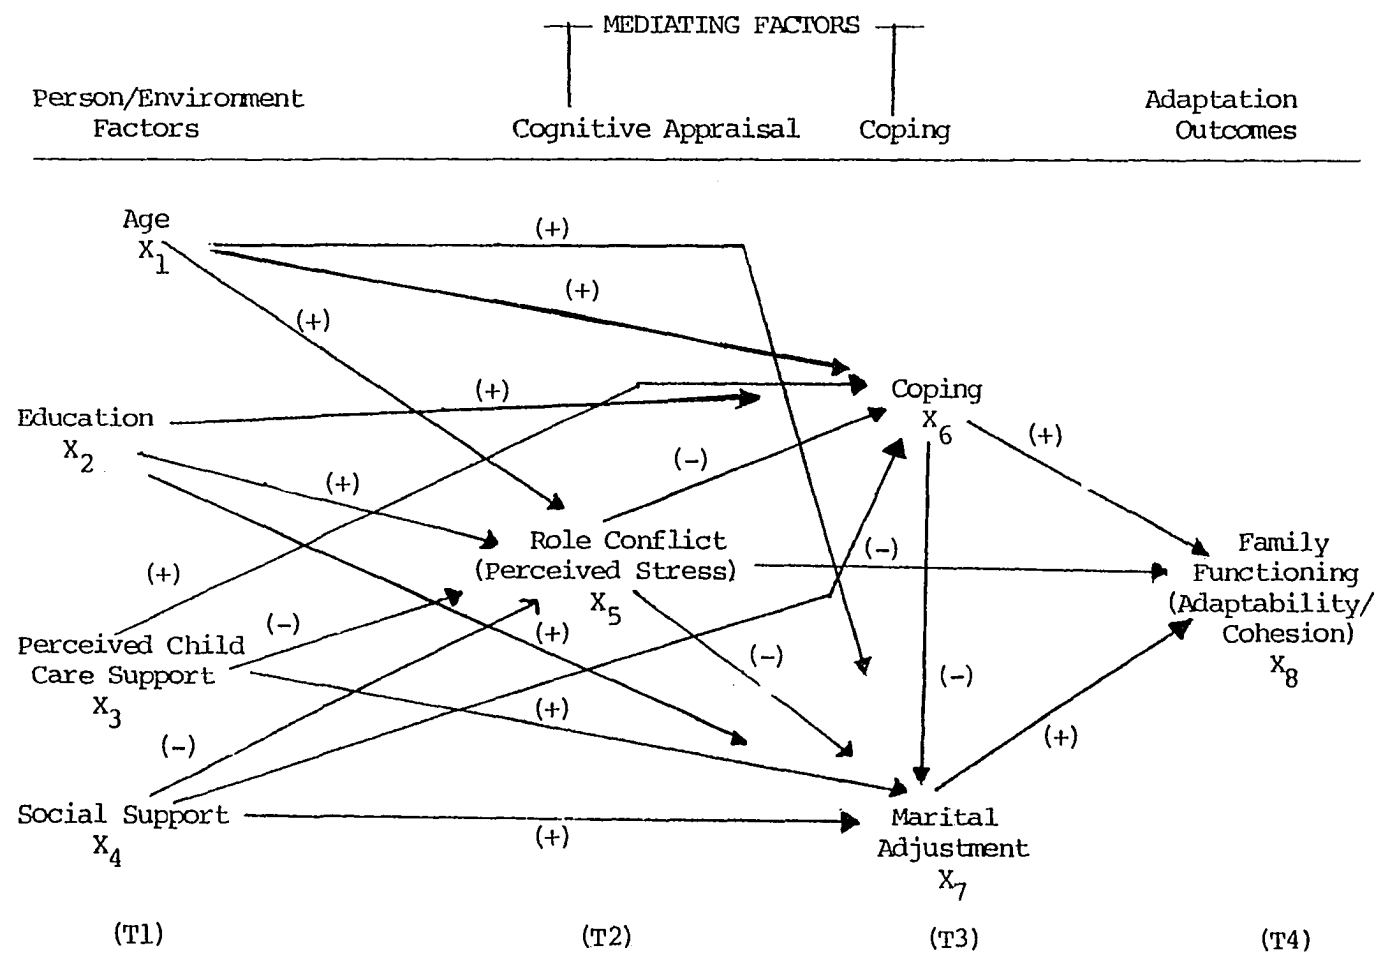 MEDIATING FACTORS
Person/Environment
Factors
Cognitive Appraisal
Coping
Adaptation
Outcomes
Age
X1
(+)
(+)
(+)
Education
X2
(+)
(+)
Coping
X6
(+)
(-)
Role Conflict
(Perceived Stress)
X5
(-)
Family
Functioning
(Adaptability/
Cohesion)
X8
(+)
Perceived Child
Care Support
X3
(-)
(+)
(-)
(-)
(+)
(+)
(-)
Social Support
X4
(+)
Marital
Adjustment
X7
(T1)
(T2)
(T3)
(T4)